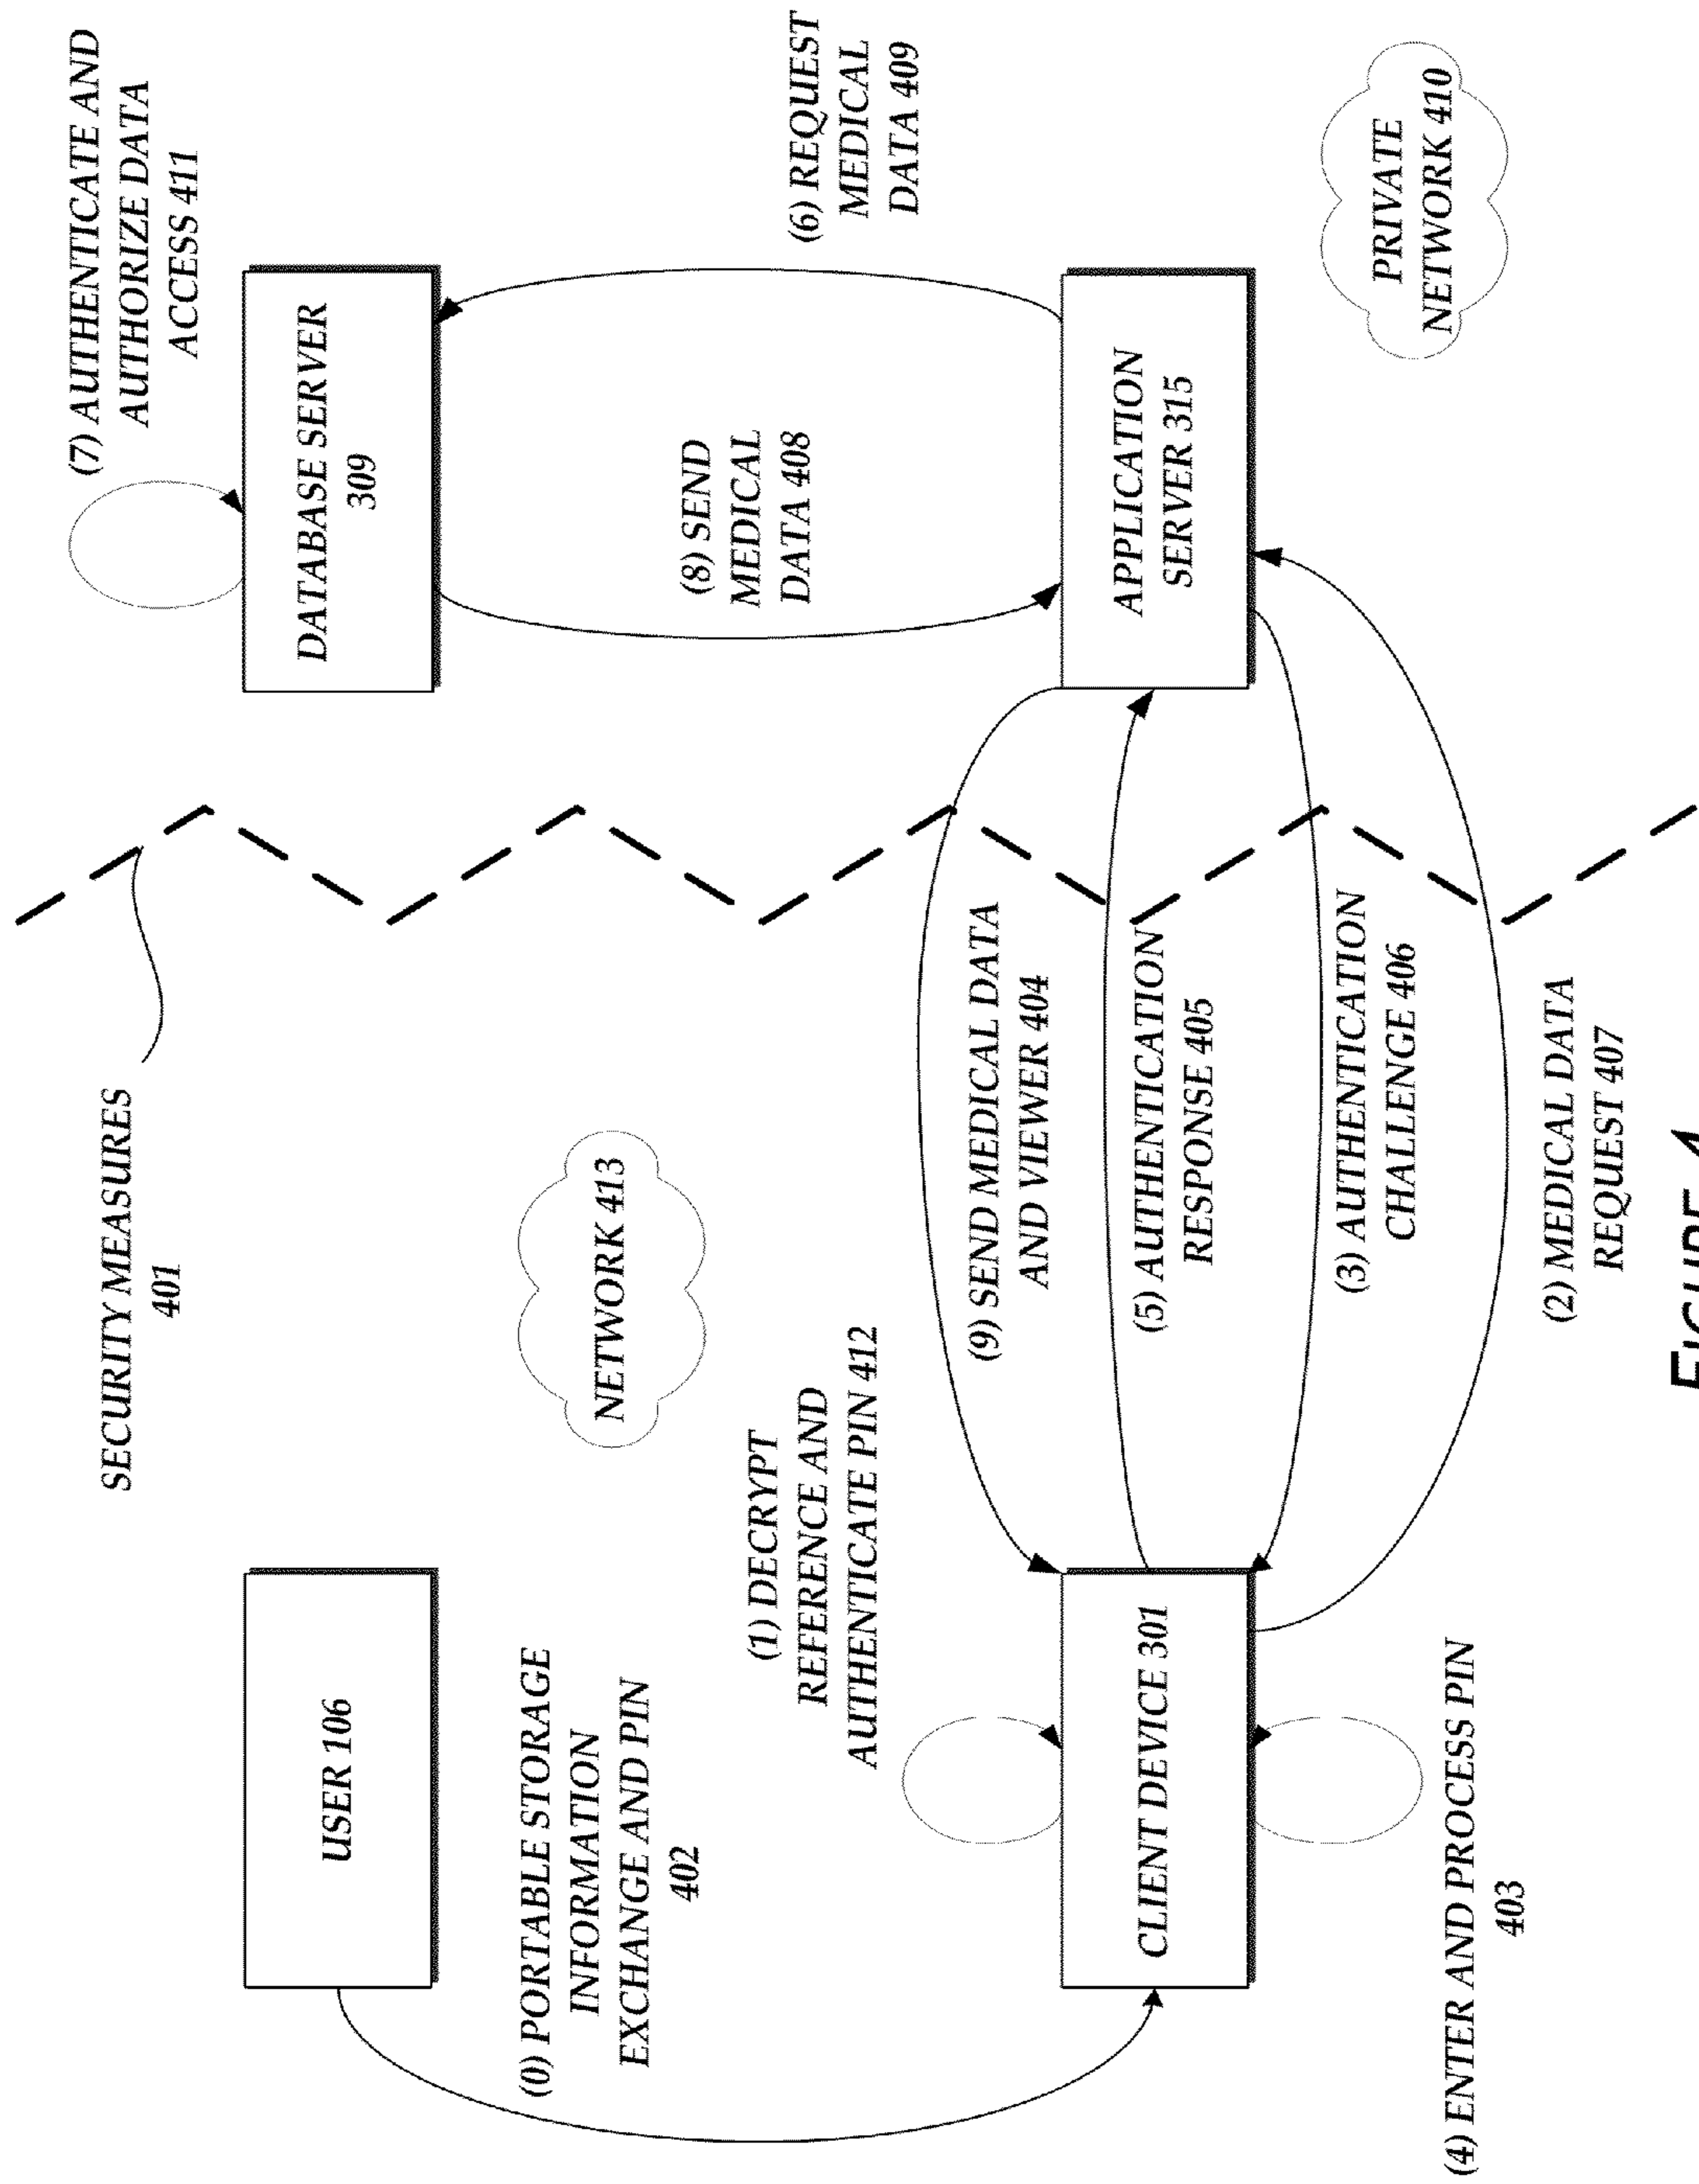 (7) AUTHENTICATE AND
AUTHORIZE DATA
ACCESS 411
SECURITY MEASURES
401
USER 106
DATABASE SERVER
309
(0) PORTABLE STORAGE
INFORMATION
EXCHANGE AND PIN
402
NETWORK 413
(8) SEND
MEDICAL
DATA 408
(6) REQUEST
MEDICAL
DATA 409
(1) DECRYPT
REFERENCE AND
AUTHENTICATE PIN 412
(9) SEND MEDICAL DATA
AND VIEWER 404
CLIENT DEVICE 301
(5) AUTHENTICATION
RESPONSE 405
APPLICATION
SERVER 315
(3) AUTHENTICATION
CHALLENGE 406
PRIVATE
NETWORK 410
(4) ENTER AND PROCESS PIN
403
(2) MEDICAL DATA
REQUEST 407
FIGURE 4